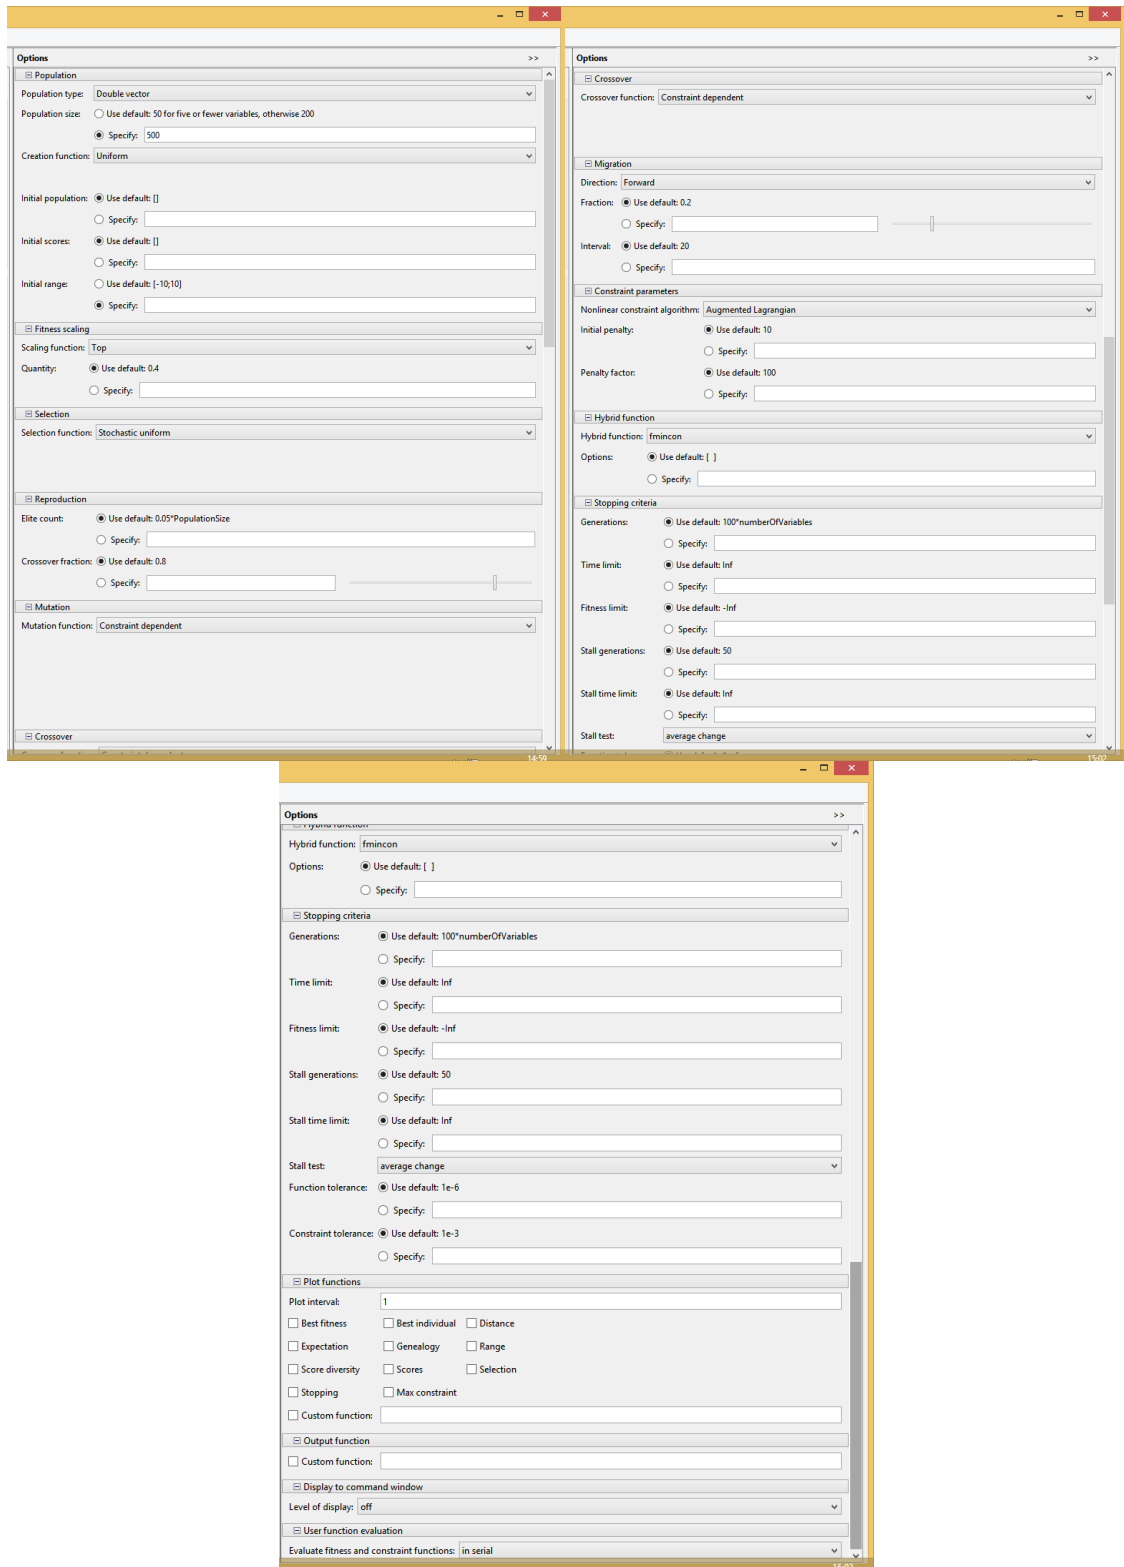 Options >>
Population
Population type: Double vector
Population size: Use default: 50 for five or fewer variables, otherwise 200
Specify: 500
Creation function: Uniform
Initial population: Use default: []
Specify:
Initial scores: Use default: []
Specify:
Initial range: Use default: [-10;10]
Specify:
Fitness scaling
Scaling function: Top
Quantity: Use default: 0.4
Specify:
Selection
Selection function: Stochastic uniform
Reproduction
Elite count: Use default: 0.05*PopulationSize
Specify:
Crossover fraction: Use default: 0.8
Specify:
Mutation
Mutation function: Constraint dependent
Crossover
14:59
Options >>
Crossover
Crossover function: Constraint dependent
Migration
Direction: Forward
Fraction: Use default: 0.2
Specify:
Interval: Use default: 20
Specify:
Constraint parameters
Nonlinear constraint algorithm: Augmented Lagrangian
Initial penalty: Use default: 10
Specify:
Penalty factor: Use default: 100
Specify:
Hybrid function
Hybrid function: fmincon
Options: Use default: [ ]
Specify:
Stopping criteria
Generations: Use default: 100*numberOfVariables
Specify:
Time limit: Use default: Inf
Specify:
Fitness limit: Use default: -Inf
Specify:
Stall generations: Use default: 50
Specify:
Stall time limit: Use default: Inf
Specify:
Stall test: average change
15:02
Options >>
Hybrid function
Hybrid function: fmincon
Options: Use default: [ ]
Specify:
Stopping criteria
Generations: Use default: 100*numberOfVariables
Specify:
Time limit: Use default: Inf
Specify:
Fitness limit: Use default: -Inf
Specify:
Stall generations: Use default: 50
Specify:
Stall time limit: Use default: Inf
Specify:
Stall test: average change
Function tolerance: Use default: 1e-6
Specify:
Constraint tolerance: Use default: 1e-3
Specify:
Plot functions
Plot interval: 1
Best fitness Best individual Distance
Expectation Genealogy Range
Score diversity Scores Selection
Stopping Max constraint
Custom function:
Output function
Custom function:
Display to command window
Level of display: off
User function evaluation
Evaluate fitness and constraint functions: in serial